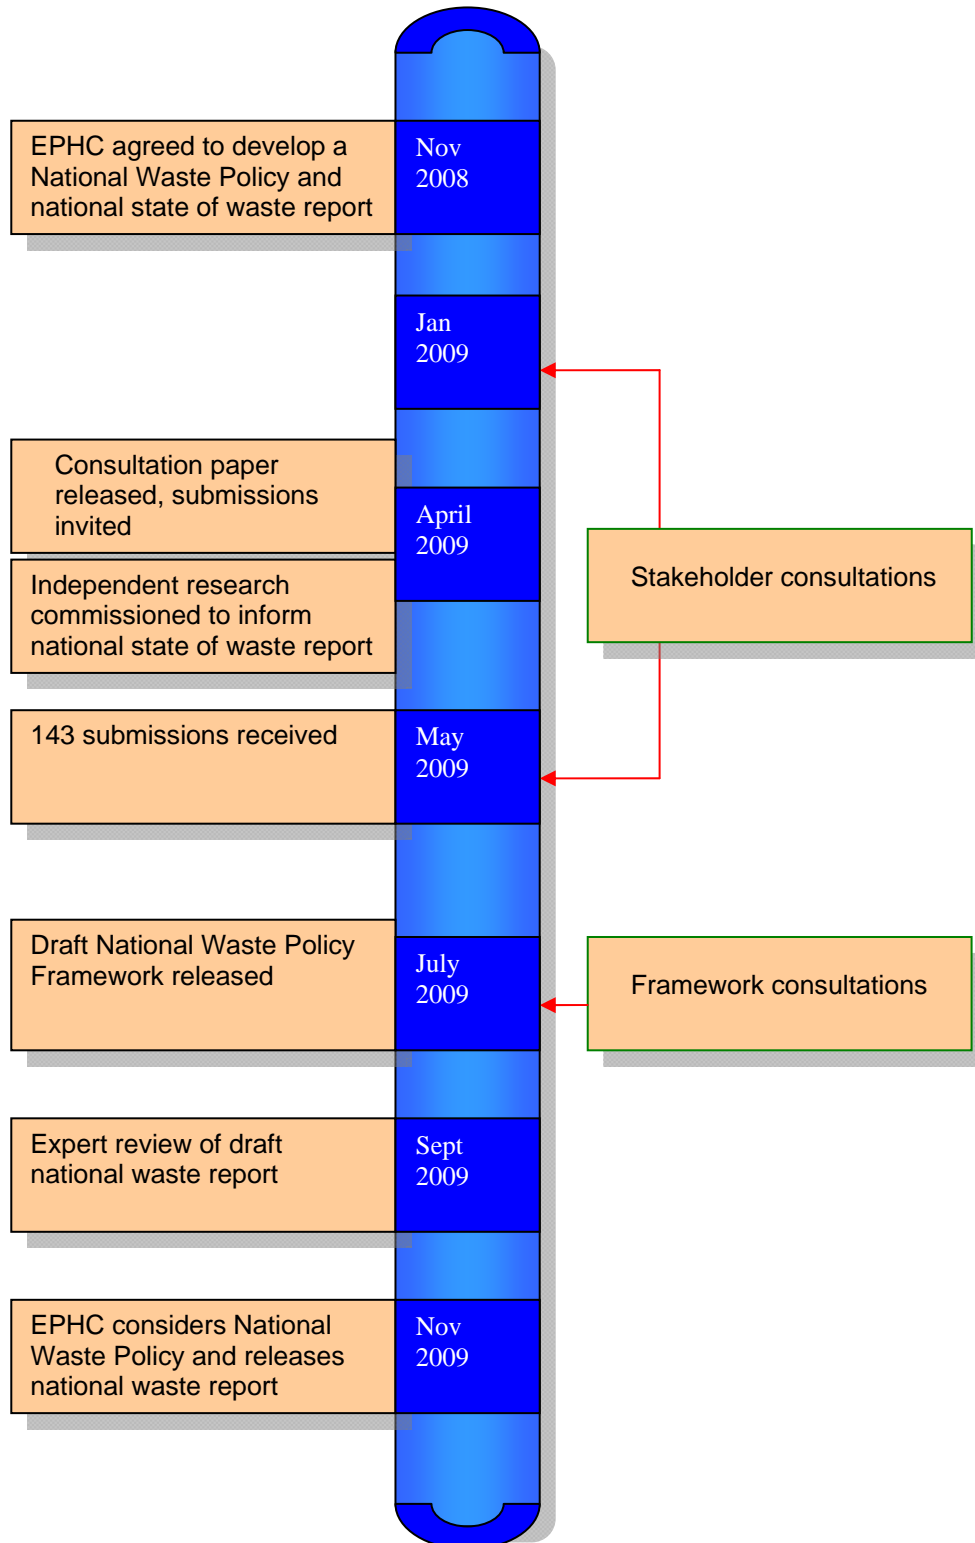 EPHC agreed to develop a
National Waste Policy and
national state of waste report
Nov
2008
Jan
2009
Consultation paper
released, submissions
invited
April
2009
Independent research
commissioned to inform
national state of waste report
Stakeholder consultations
143 submissions received
May
2009
Draft National Waste Policy
Framework released
July
2009
Framework consultations
Expert review of draft
national waste report
Sept
2009
EPHC considers National
Waste Policy and releases
national waste report
Nov
2009